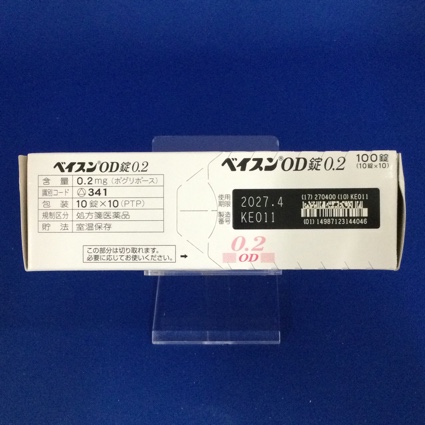 ベイスン®OD錠0.2
含量 0.2mg(ボグリボース)
識別コード 341
包装 10錠×10(PTP)
規制区分 処方箋医薬品
貯法 室温保存
この部分は切り取れます。
必要に応じてお使いください。
➡
ベイスン®OD錠0.2 100錠
(10錠×10)
使用期限 2027.4
製造番号 KE011
(17) 270400 (10) KE011
(01) 14987123144046
0.2
OD